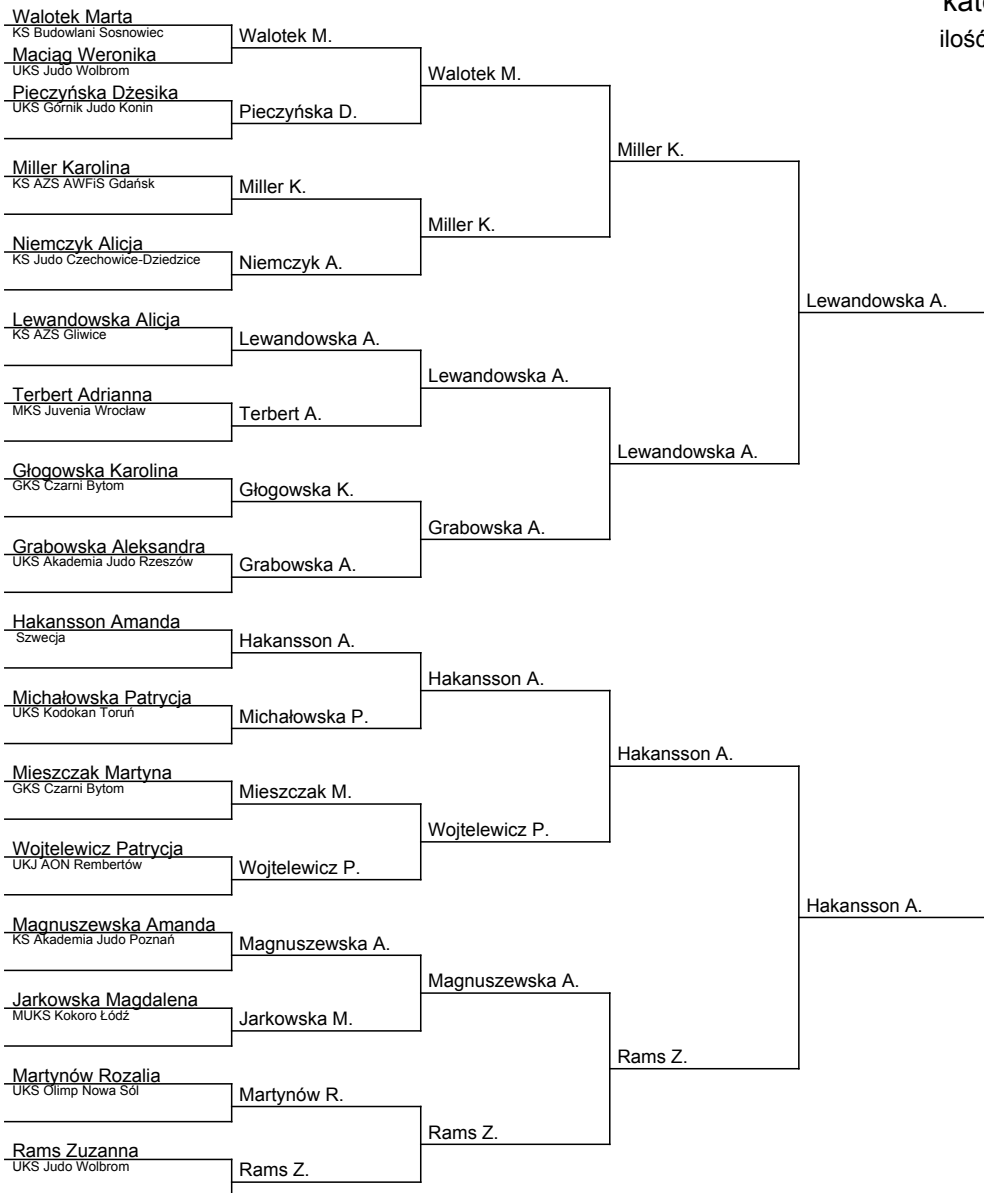 Walotek Marta
KS Budowlani Sosnowiec
Maciąg Weronika
UKS Judo Wolbrom
Pieczyńska Dżesika
UKS Górnik Judo Konin
Miller Karolina
KS AZS AWFiS Gdańsk
Niemczyk Alicja
KS Judo Czechowice-Dziedzice
Lewandowska Alicja
KS AZS Gliwice
Terbert Adrianna
MKS Juvenia Wrocław
Głogowska Karolina
GKS Czarni Bytom
Grabowska Aleksandra
UKS Akademia Judo Rzeszów
Hakansson Amanda
Szwecja
Michałowska Patrycja
UKS Kodokan Toruń
Mieszczak Martyna
GKS Czarni Bytom
Wojtelewicz Patrycja
UKJ AON Rembertów
Magnuszewska Amanda
KS Akademia Judo Poznań
Jarkowska Magdalena
MUKS Kokoro Łódź
Martynów Rozalia
UKS Olimp Nowa Sól
Rams Zuzanna
UKS Judo Wolbrom
Walotek M.
Pieczyńska D.
Miller K.
Niemczyk A.
Lewandowska A.
Terbert A.
Głogowska K.
Grabowska A.
Hakansson A.
Michałowska P.
Mieszczak M.
Wojtelewicz P.
Magnuszewska A.
Jarkowska M.
Martynów R.
Rams Z.
Walotek M.
Miller K.
Lewandowska A.
Grabowska A.
Hakansson A.
Wojtelewicz P.
Magnuszewska A.
Rams Z.
Miller K.
Lewandowska A.
Hakansson A.
Rams Z.
Lewandowska A.
Hakansson A.
ilość